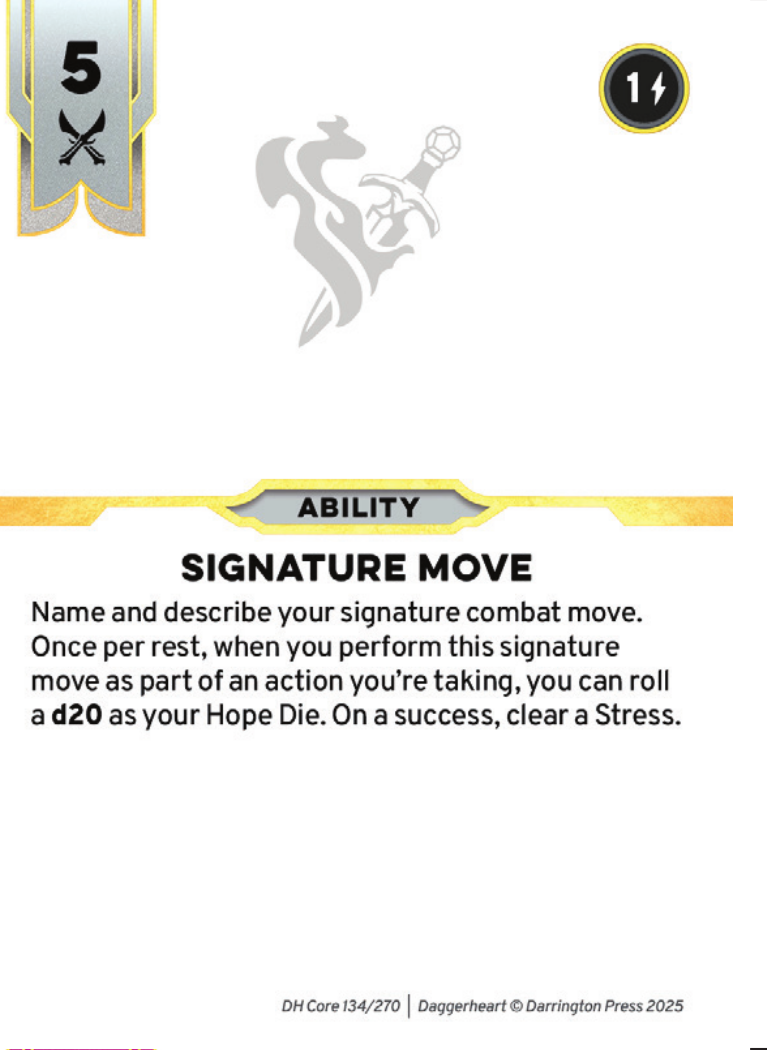 5
1
ABILITY
SIGNATURE MOVE
Name and describe your signature combat move.
Once per rest, when you perform this signature
move as part of an action you're taking, you can roll
a d20 as your Hope Die. On a success, clear a Stress.
DH Core 134/270 | Daggerheart © Darrington Press 2025